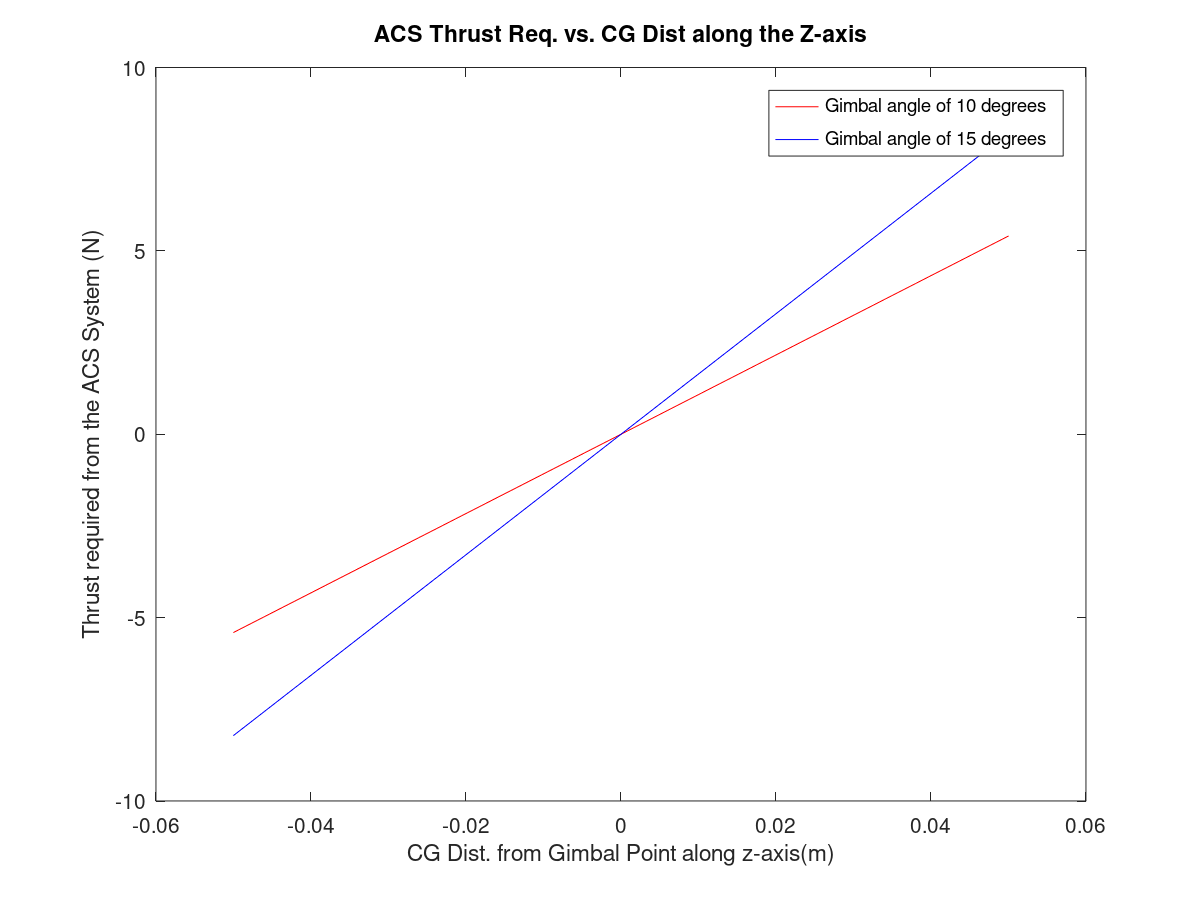 ACS Thrust Req. vs. CG Dist along the Z-axis
10
Gimbal angle of 10 degrees
Gimbal angle of 15 degrees
5
Thrust required from the ACS System (N)
0
-5
-10
-0.06 -0.04 -0.02 0 0.02 0.04 0.06
CG Dist. from Gimbal Point along z-axis(m)